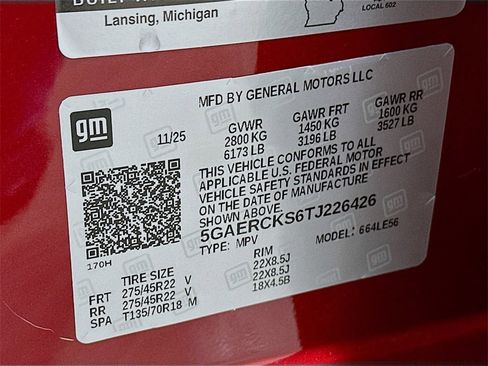 Lansing, Michigan
LOCAL 602
MFD BY GENERAL MOTORS LLC
gm
11/25
GVWR GAWR FRT GAWR RR
2800 KG 1450 KG 1600 KG
6173 LB 3196 LB 3527 LB
THIS VEHICLE CONFORMS TO ALL
APPLICABLE U.S. FEDERAL MOTOR
VEHICLE SAFETY STANDARDS IN EFFECT
ON THE DATE OF MANUFACTURE
SHOWN ABOVE.
5GAERCKS6TJ226426
TYPE: MPV MODEL: 664LE56
170H
TIRE SIZE RIM
FRT 275/45R22 V 22X8.5J
RR 275/45R22 V 22X8.5J
SPA T135/70R18 M 18X4.5B